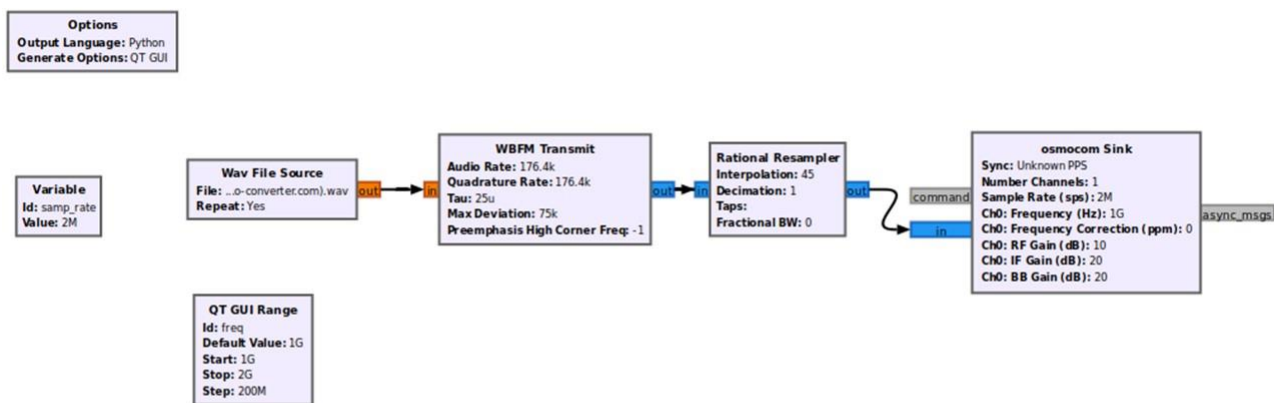 Options
Output Language: Python
Generate Options: QT GUI
Variable
Id: samp_rate
Value: 2M
Wav File Source
File: ...o-converter.com).wav
Repeat: Yes
out
in
WBFM Transmit
Audio Rate: 176.4k
Quadrature Rate: 176.4k
Tau: 25u
Max Deviation: 75k
Preemphasis High Corner Freq: -1
out
in
Rational Resampler
Interpolation: 45
Decimation: 1
Taps:
Fractional BW: 0
out
command
in
osmocom Sink
Sync: Unknown PPS
Number Channels: 1
Sample Rate (sps): 2M
Ch0: Frequency (Hz): 1G
Ch0: Frequency Correction (ppm): 0
Ch0: RF Gain (dB): 10
Ch0: IF Gain (dB): 20
Ch0: BB Gain (dB): 20
async_msgs
QT GUI Range
Id: freq
Default Value: 1G
Start: 1G
Stop: 2G
Step: 200M